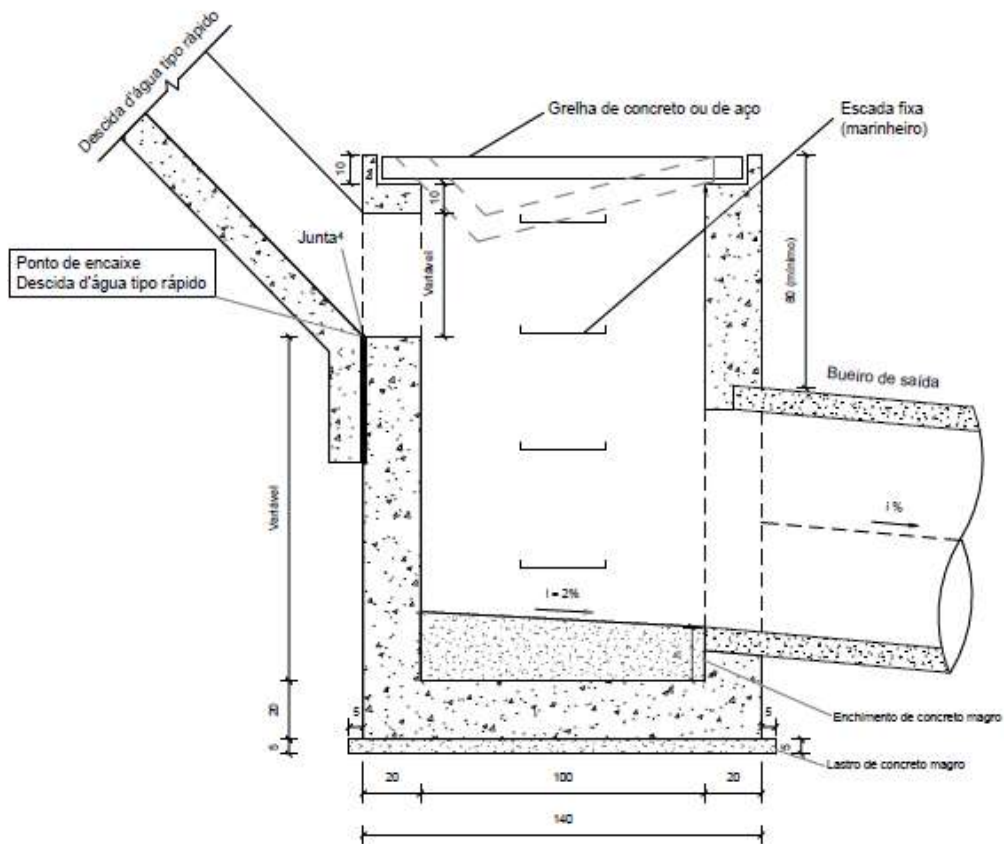 Descida d'água tipo ràpido
Grelha de concreto ou de aço
Escada fixa
(marinheiro)
10
10
Junta⁴
Variável
80 (mínimo)
Ponto de encaixe
Descida d'água tipo rápido
Bueiro de saída
Variável
i %
i = 2%
h
20
5
5
Enchimento de concreto magro
5
5
Lastro de concreto magro
20
100
20
140